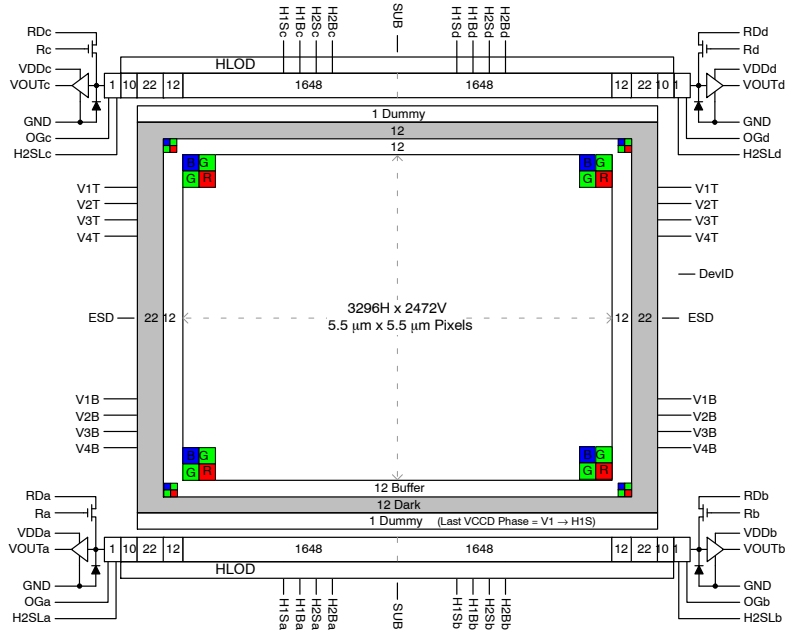 H1Sc H1Bc H2Sc H2Bc SUB H1Sd H1Bd H2Sd H2Bd
RDc RDd
Rc Rd
HLOD
VDDc VDDd
VOUTc 1 10 22 12 1648 1648 12 22 10 1 VOUTd
GND 1 Dummy GND
OGc 12 OGd
H2SLc 12 H2SLd
B G B G
G R G R
V1T V1T
V2T V2T
V3T V3T
V4T V4T
DevID
3296H x 2472V
ESD 22 12 12 22 ESD
5.5 μm x 5.5 μm Pixels
V1B V1B
V2B V2B
V3B V3B
V4B V4B
B G B G
G R G R
12 Buffer
RDa 12 Dark RDb
Ra 1 Dummy (Last VCCD Phase = V1 → H1S) Rb
VDDa VDDb
VOUTa 1 10 22 12 1648 1648 12 22 10 1 VOUTb
HLOD
GND GND
OGa OGb
H2SLa H2SLb
H1Sa H1Ba H2Sa H2Ba SUB H1Sb H1Bb H2Sb H2Bb